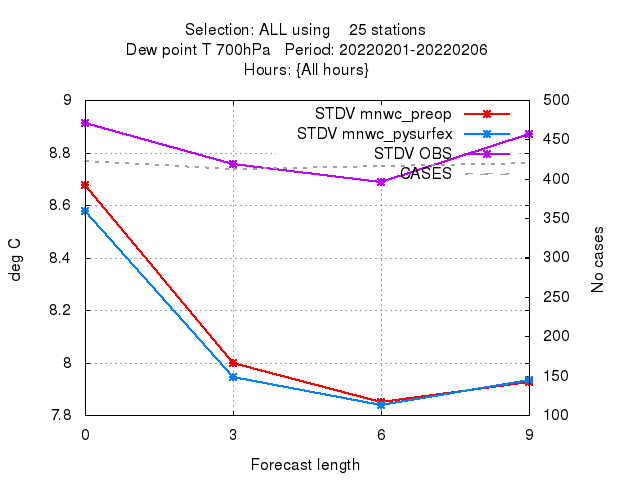 Selection: ALL using    25 stations
Dew point T 700hPa   Period: 20220201-20220206
Hours: {All hours}
STDV mnwc_preop
STDV mnwc_pysurfex
STDV OBS
CASES
9
8.8
8.6
8.4
8.2
8
7.8
500
450
400
350
300
250
200
150
100
deg C
No cases
0 3 6 9
Forecast length